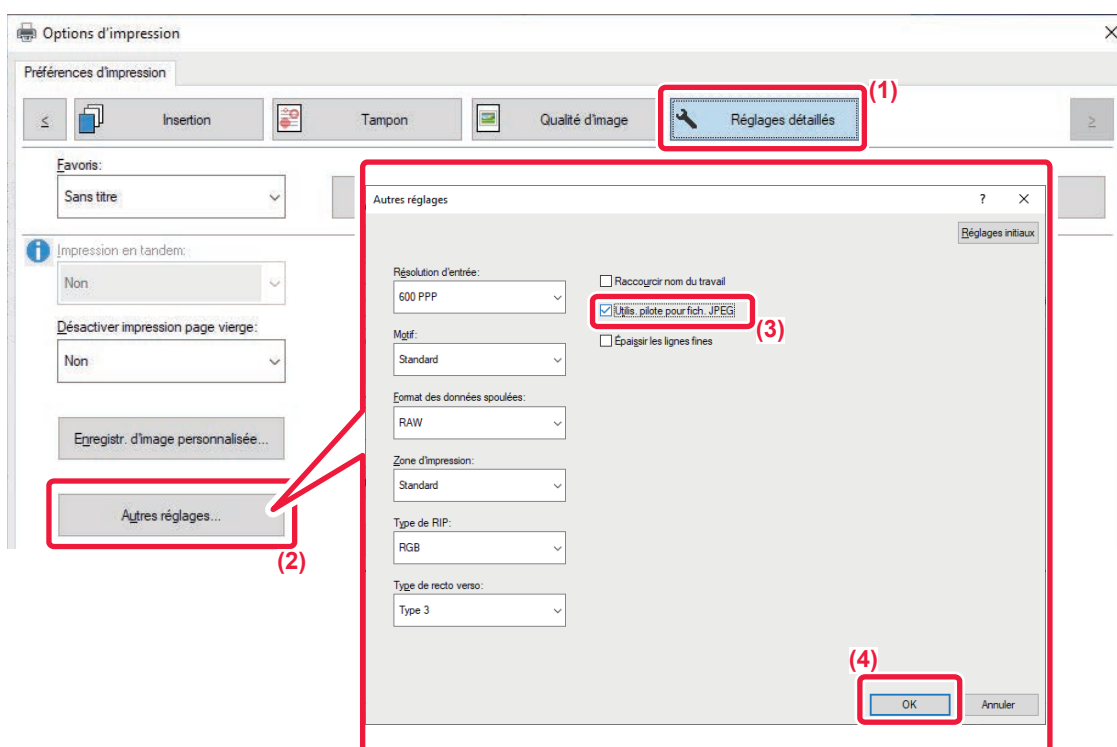 Options d'impression
Préférences d'impression
(1)
≤
Insertion
Tampon
Qualité d'image
Réglages détaillés
≥
Favoris:
Sans titre
Impression en tandem:
Non
Désactiver impression page vierge:
Non
Enregistr. d'image personnalisée...
Autres réglages...
(2)
Autres réglages
?
Réglages initiaux
Résolution d'entrée:
600 PPP
Motif:
Standard
Format des données spoulées:
RAW
Zone d'impression:
Standard
Type de RIP:
RGB
Type de recto verso:
Type 3
Raccourcir nom du travail
Utilis. pilote pour fich. JPEG
(3)
Épaissir les lignes fines
(4)
OK
Annuler